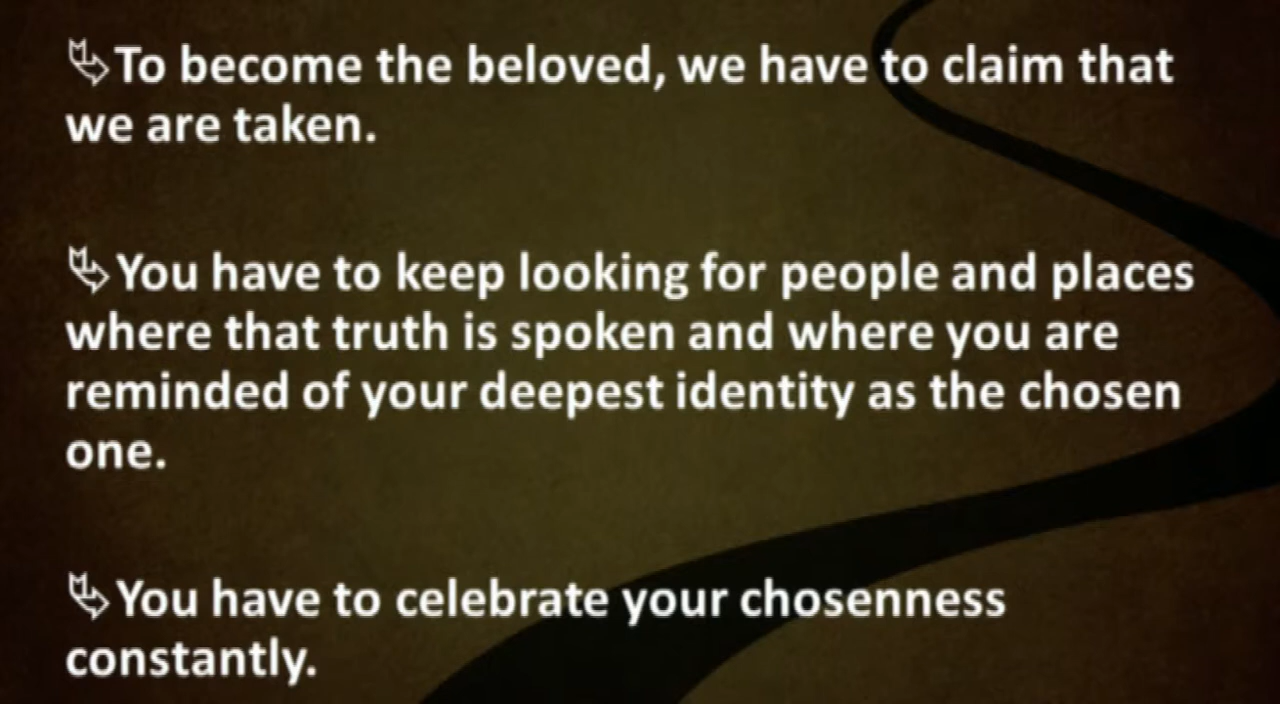 To become the beloved, we have to claim that
we are taken.
You have to keep looking for people and places
where that truth is spoken and where you are
reminded of your deepest identity as the chosen
one.
You have to celebrate your chosenness
constantly.